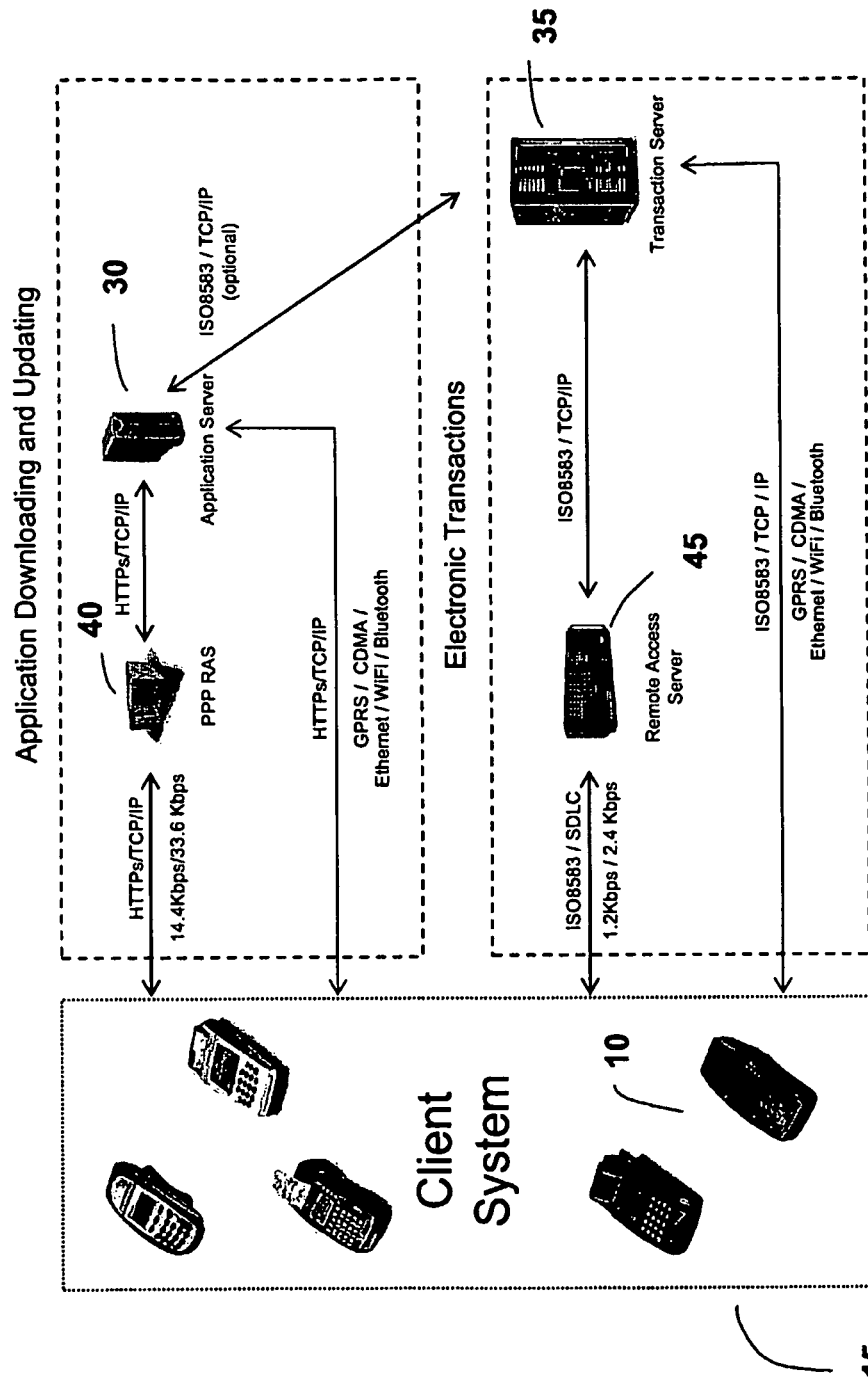 Application Downloading and Updating
30
35
40
HTTPs/TCP/IP
14.4Kbps/33.6 Kbps
PPP RAS
HTTPs/TCP/IP
Application Server
ISO8583 / TCP/IP
(optional)
HTTPs/TCP/IP
GPRS / CDMA /
Ethernet / WiFi / Bluetooth
Electronic Transactions
Client
System
10
ISO8583 / SDLC
1.2Kbps / 2.4 Kbps
Remote Access
Server
45
ISO8583 / TCP/IP
Transaction Server
ISO8583 / TCP / IP
GPRS / CDMA /
Ethernet / WiFi / Bluetooth